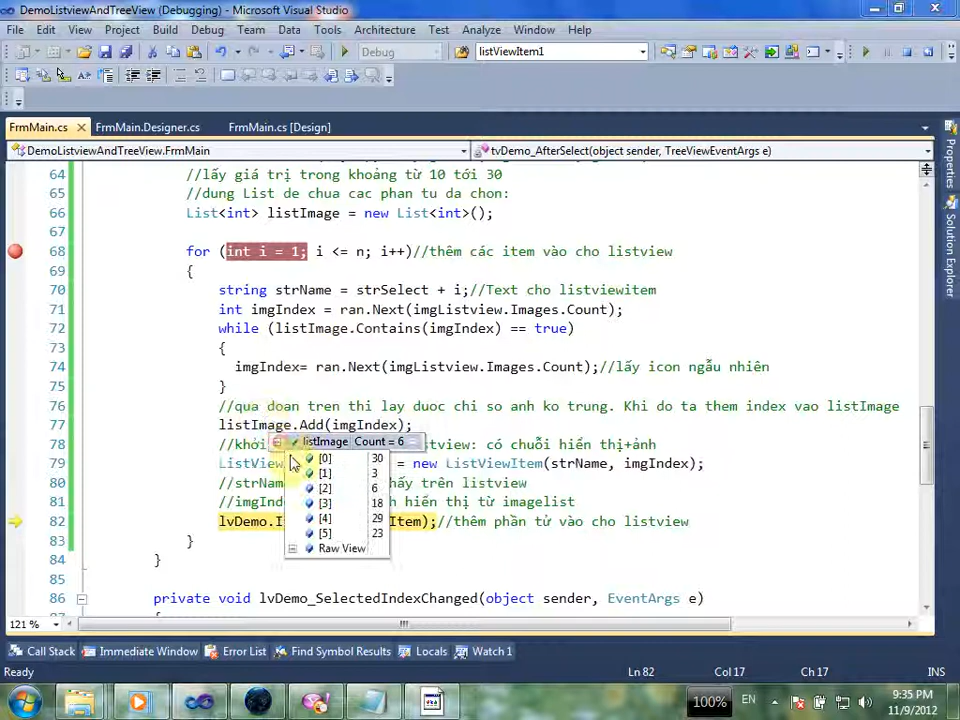 DemoListviewAndTreeView (Debugging) - Microsoft Visual Studio
File Edit View Project Build Debug Team Data Tools Architecture Test Analyze Window Help
Debug listViewItem1
FrmMain.cs FrmMain.Designer.cs FrmMain.cs [Design]
DemoListviewAndTreeView.FrmMain tvDemo_AfterSelect(object sender, TreeViewEventArgs e)
Properties
Solution Explorer
64 //lấy giá trị trong khoảng từ 10 tới 30
65 //dung List de chua cac phan tu da chon:
66 List<int> listImage = new List<int>();
67
68 for (int i = 1; i <= n; i++)//thêm các item vào cho listview
69 {
70 string strName = strSelect + i;//Text cho listviewitem
71 int imgIndex = ran.Next(imgListview.Images.Count);
72 while (listImage.Contains(imgIndex) == true)
73 {
74 imgIndex= ran.Next(imgListview.Images.Count);//lấy icon ngẫu nhiên
75 }
76 //qua doan tren thi lay duoc chi so anh ko trung. Khi do ta them index vao listImage
77 listImage.Add(imgIndex);
78 //khởi listview: có chuỗi hiển thị+ảnh
listImage Count = 6
79 ListView = new ListViewItem(strName, imgIndex);
[0] 30
[1] 3
80 //strNam hấy trên listview
[2] 6
81 //imgInde h hiển thị từ imagelist
[3] 18
82 lvDemo.I Item);//thêm phần tử vào cho listview
[4] 29
[5] 23
83 }
Raw View
84 }
85
86 private void lvDemo_SelectedIndexChanged(object sender, EventArgs e)
121 %
Call Stack Immediate Window Error List Find Symbol Results Locals Watch 1
Ready Ln 82 Col 17 Ch 17 INS
100% EN 9:35 PM
11/9/2012